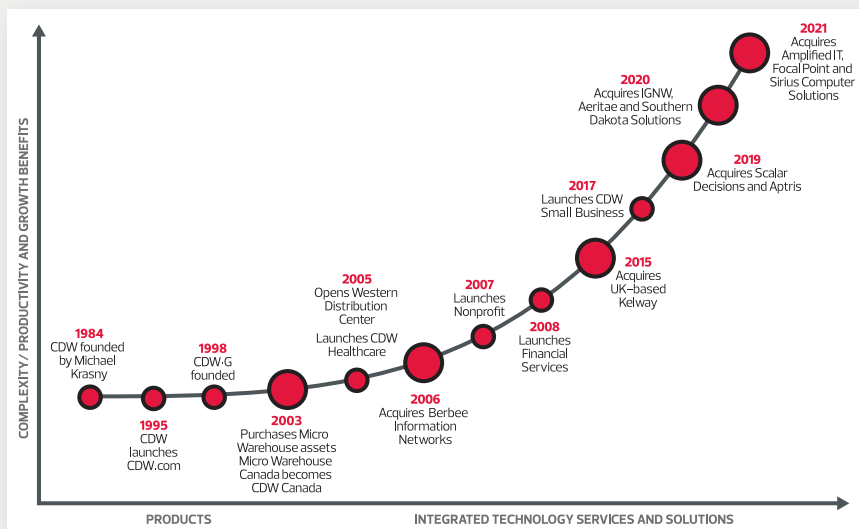 COMPLEXITY / PRODUCTIVITY AND GROWTH BENEFITS
1984
CDW founded
by Michael
Krasny
1995
CDW
launches
CDW.com
1998
CDW•G
founded
2003
Purchases Micro
Warehouse assets
Micro Warehouse
Canada becomes
CDW Canada
2005
Opens Western
Distribution
Center
Launches CDW
Healthcare
2006
Acquires Berbee
Information
Networks
2007
Launches
Nonprofit
2008
Launches
Financial
Services
2015
Acquires
UK–based
Kelway
2017
Launches CDW
Small Business
2019
Acquires Scalar
Decisions and Aptris
2020
Acquires IGNW,
Aeritae and Southern
Dakota Solutions
2021
Acquires
Amplified IT,
Focal Point and
Sirius Computer
Solutions
PRODUCTS
INTEGRATED TECHNOLOGY SERVICES AND SOLUTIONS